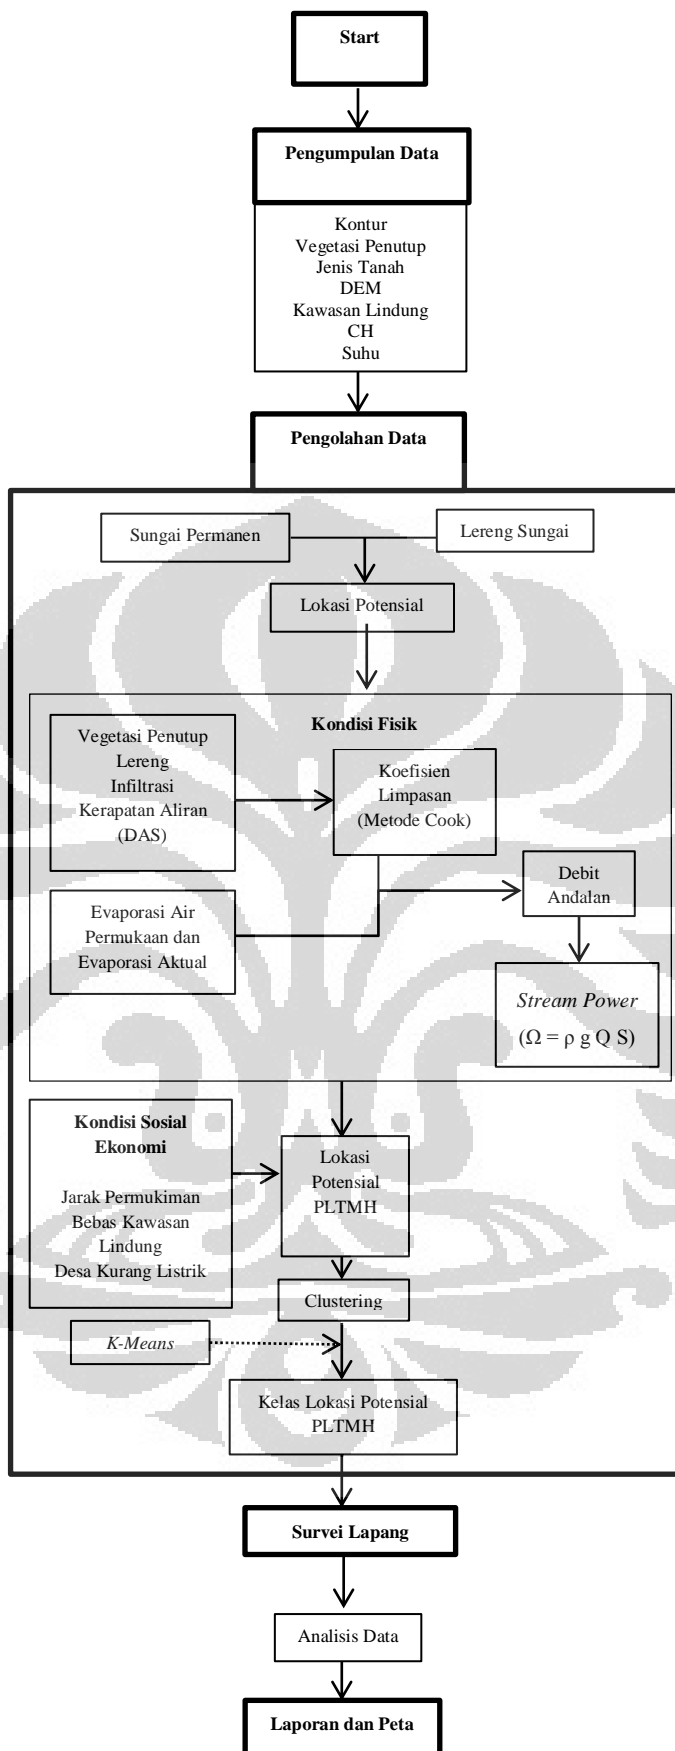 Start
Pengumpulan Data
Kontur
Vegetasi Penutup
Jenis Tanah
DEM
Kawasan Lindung
CH
Suhu
Pengolahan Data
Sungai Permanen
Lereng Sungai
Lokasi Potensial
Kondisi Fisik
Vegetasi Penutup
Lereng
Infiltrasi
Kerapatan Aliran
(DAS)
Koefisien
Limpasan
(Metode Cook)
Debit
Andalan
Evaporasi Air
Permukaan dan
Evaporasi Aktual
Stream Power
(Ω = ρ g Q S)
Kondisi Sosial
Ekonomi
Jarak Permukiman
Bebas Kawasan
Lindung
Desa Kurang Listrik
Lokasi
Potensial
PLTMH
Clustering
K-Means
Kelas Lokasi Potensial
PLTMH
Survei Lapang
Analisis Data
Laporan dan Peta